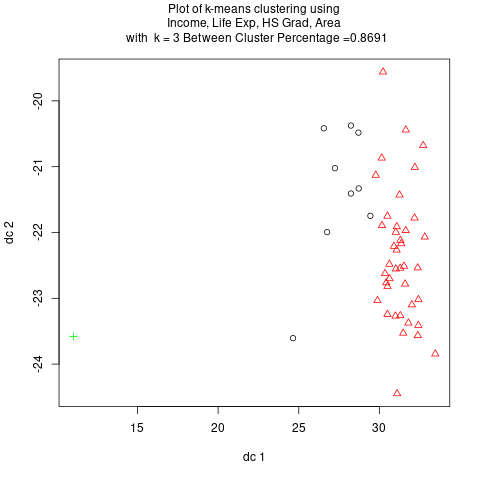 Plot of k-means clustering using
Income, Life Exp, HS Grad, Area
with  k = 3 Between Cluster Percentage =0.8691
-20
-21
-22
-23
-24
dc 2
15
20
25
30
dc 1